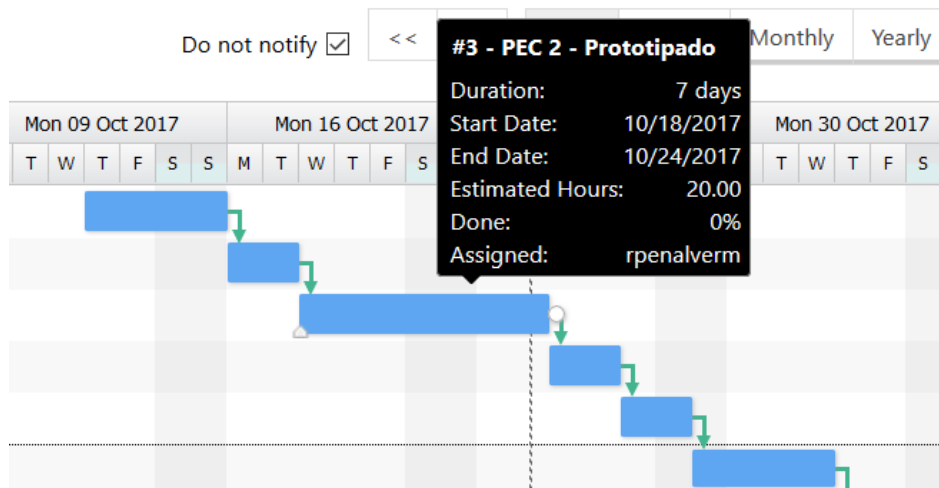 Do not notify << Monthly Yearly
#3 - PEC 2 - Prototipado
Duration: 7 days
Start Date: 10/18/2017
End Date: 10/24/2017
Estimated Hours: 20.00
Done: 0%
Assigned: rpenalverm
Mon 09 Oct 2017 Mon 16 Oct 2017 Mon 30 Oct 2017
T W T F S S M T W T F S T W T F S